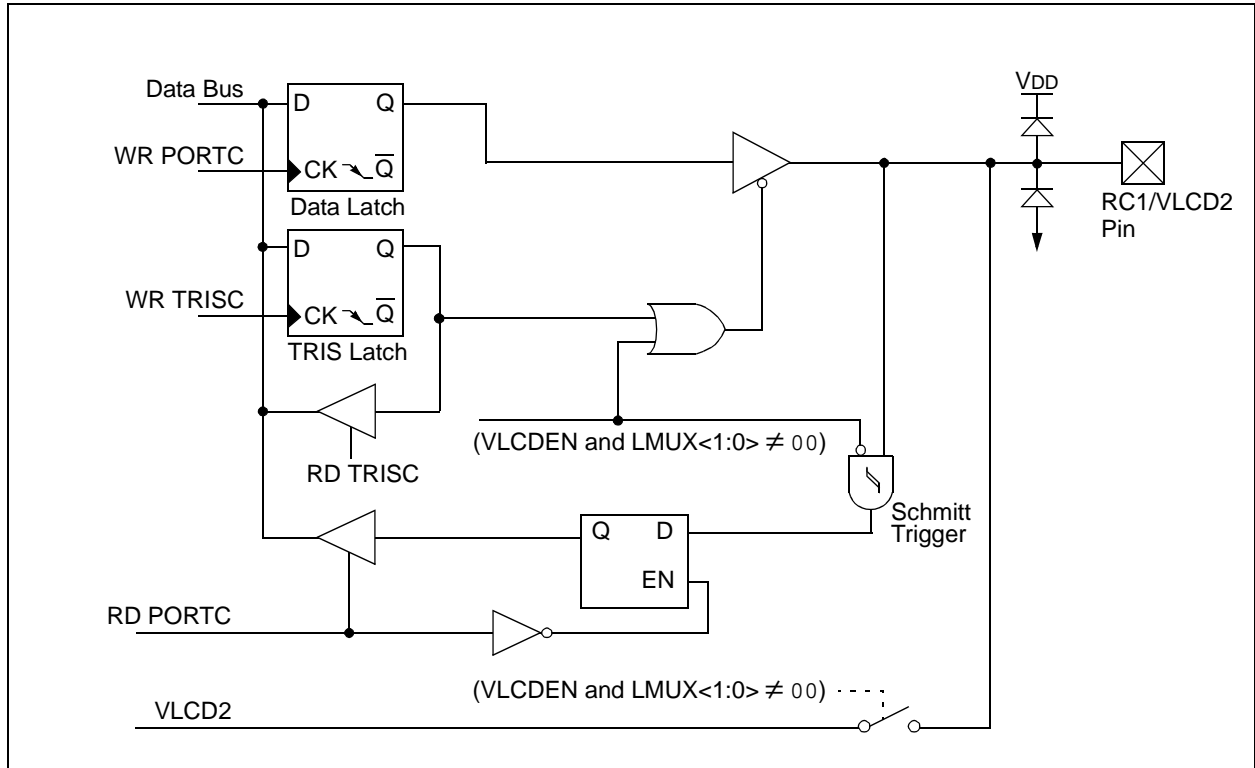 Data Bus
D Q
VDD
WR PORTC
CK Q̅
Data Latch
RC1/VLCD2
Pin
D Q
WR TRISC
CK Q̅
TRIS Latch
(VLCDEN and LMUX<1:0> ≠ 00)
RD TRISC
Schmitt
Trigger
Q D
EN
RD PORTC
(VLCDEN and LMUX<1:0> ≠ 00)
VLCD2